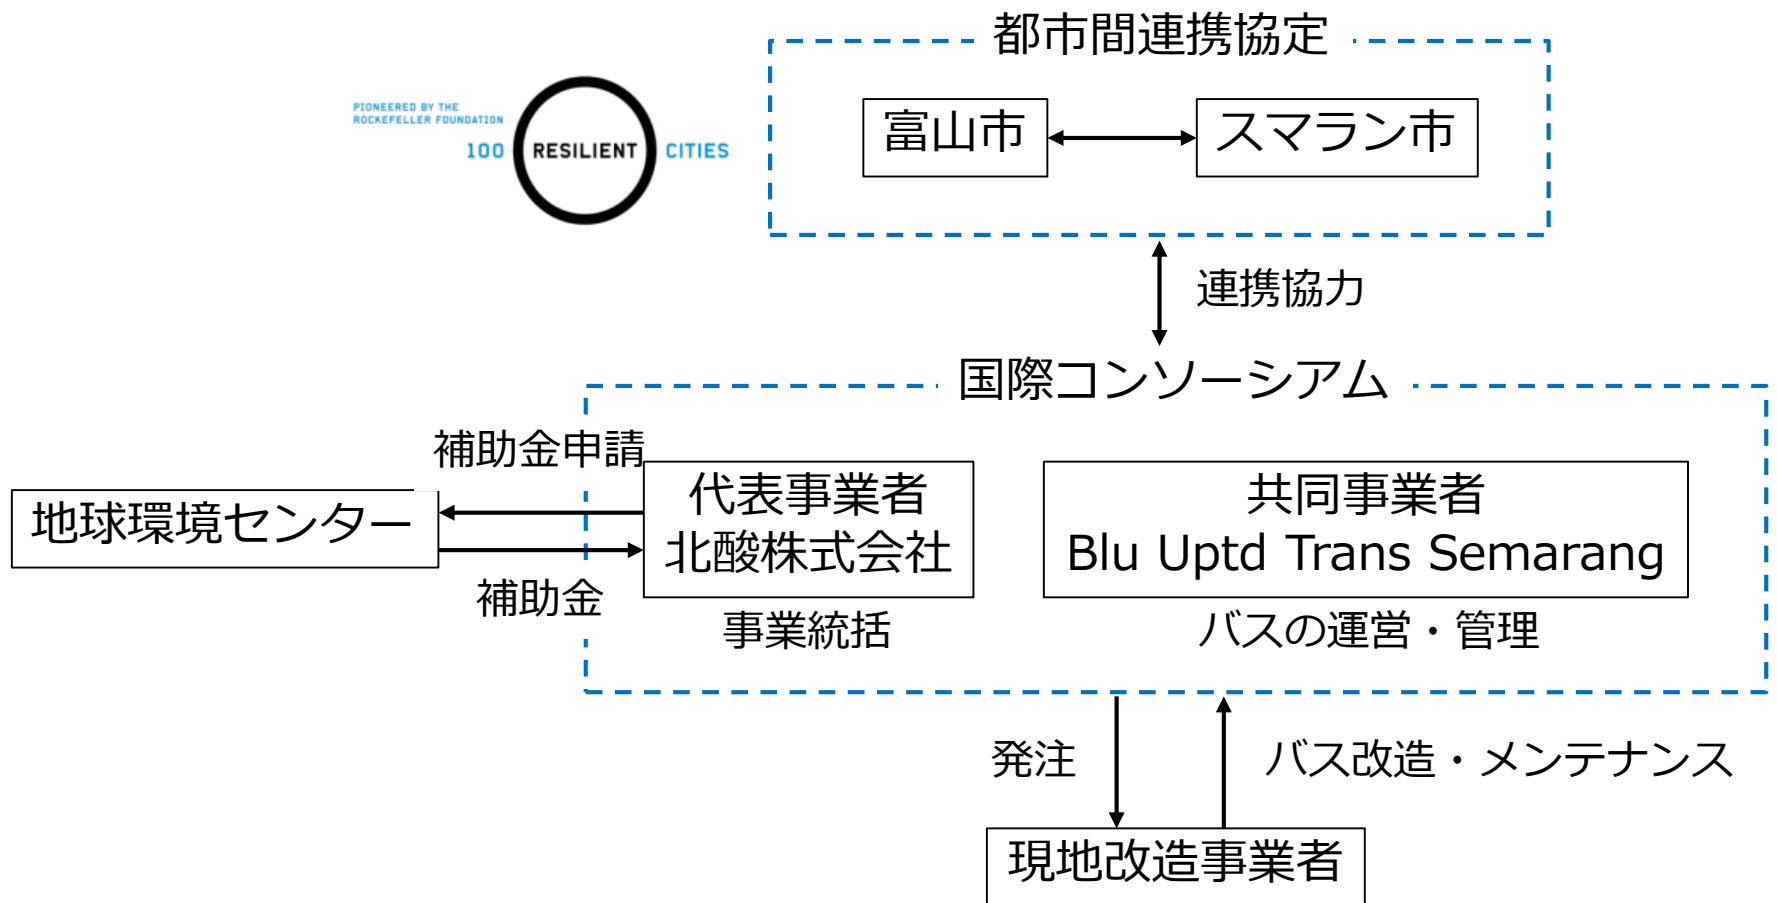 都市間連携協定
PIONEERED BY THE
ROCKEFELLER FOUNDATION
100 RESILIENT CITIES
富山市
スマラン市
連携協力
国際コンソーシアム
補助金申請
地球環境センター
補助金
代表事業者
北酸株式会社
事業統括
共同事業者
Blu Uptd Trans Semarang
バスの運営・管理
発注
バス改造・メンテナンス
現地改造事業者